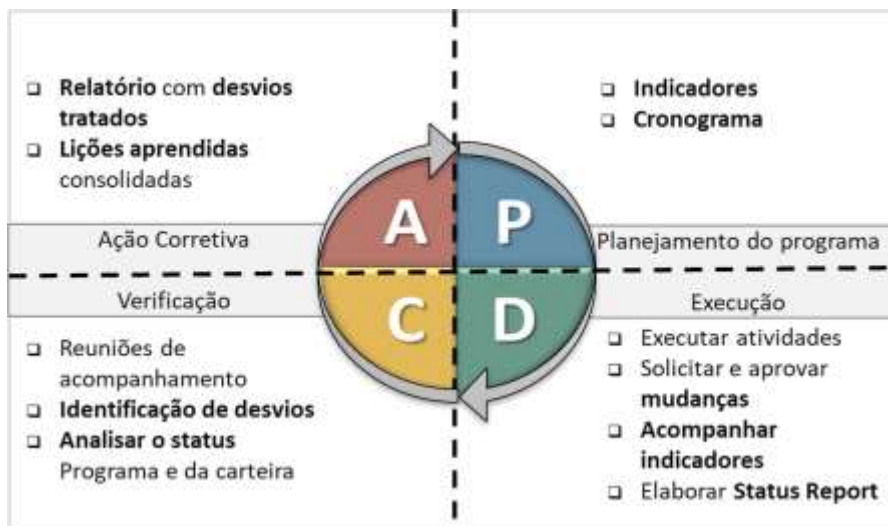 Relatório com desvios
tratados
Lições aprendidas
consolidadas
Indicadores
Cronograma
A
P
Ação Corretiva
Planejamento do programa
C
D
Verificação
Execução
Reuniões de
acompanhamento
Identificação de desvios
Analisar o status
Programa e da carteira
Executar atividades
Solicitar e aprovar
mudanças
Acompanhar
indicadores
Elaborar Status Report